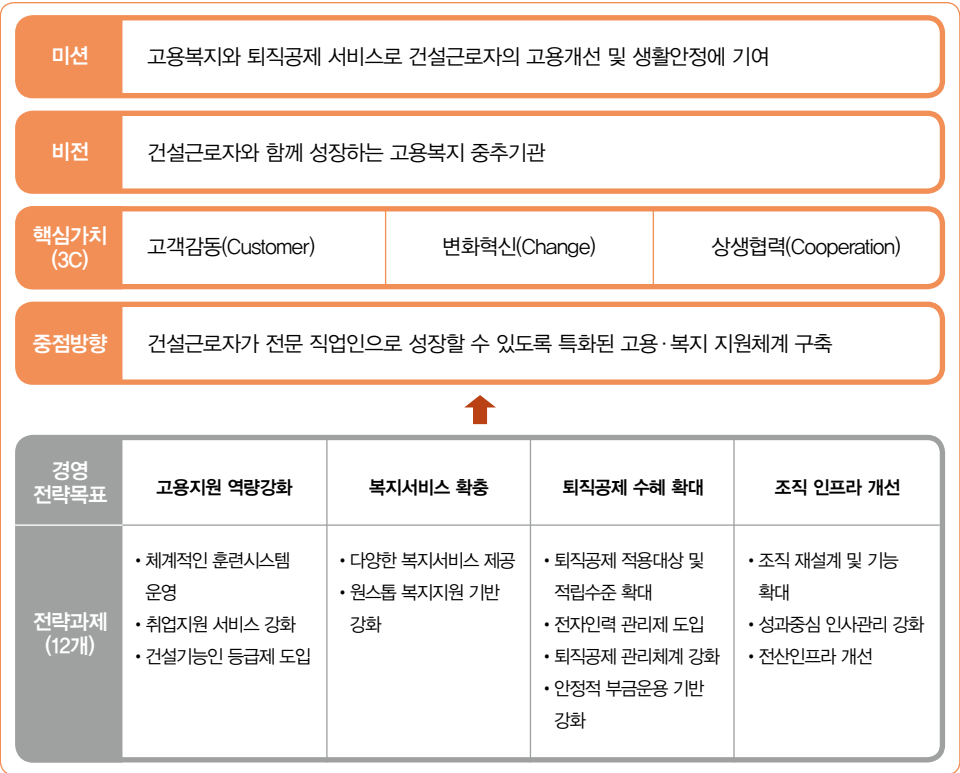 미션
고용복지와 퇴직공제 서비스로 건설근로자의 고용개선 및 생활안정에 기여
비전
건설근로자와 함께 성장하는 고용복지 중추기관
핵심가치
(3C)
고객감동(Customer)
변화혁신(Change)
상생협력(Cooperation)
중점방향
건설근로자가 전문 직업인으로 성장할 수 있도록 특화된 고용·복지 지원체계 구축
경영
전략목표
고용지원 역량강화
복지서비스 확충
퇴직공제 수혜 확대
조직 인프라 개선
전략과제
(12개)
• 체계적인 훈련시스템
운영
• 취업지원 서비스 강화
• 건설기능인 등급제 도입
• 다양한 복지서비스 제공
• 원스톱 복지지원 기반
강화
• 퇴직공제 적용대상 및
적립수준 확대
• 전자인력 관리제 도입
• 퇴직공제 관리체계 강화
• 안정적 부금운용 기반
강화
• 조직 재설계 및 기능
확대
• 성과중심 인사관리 강화
• 전산인프라 개선